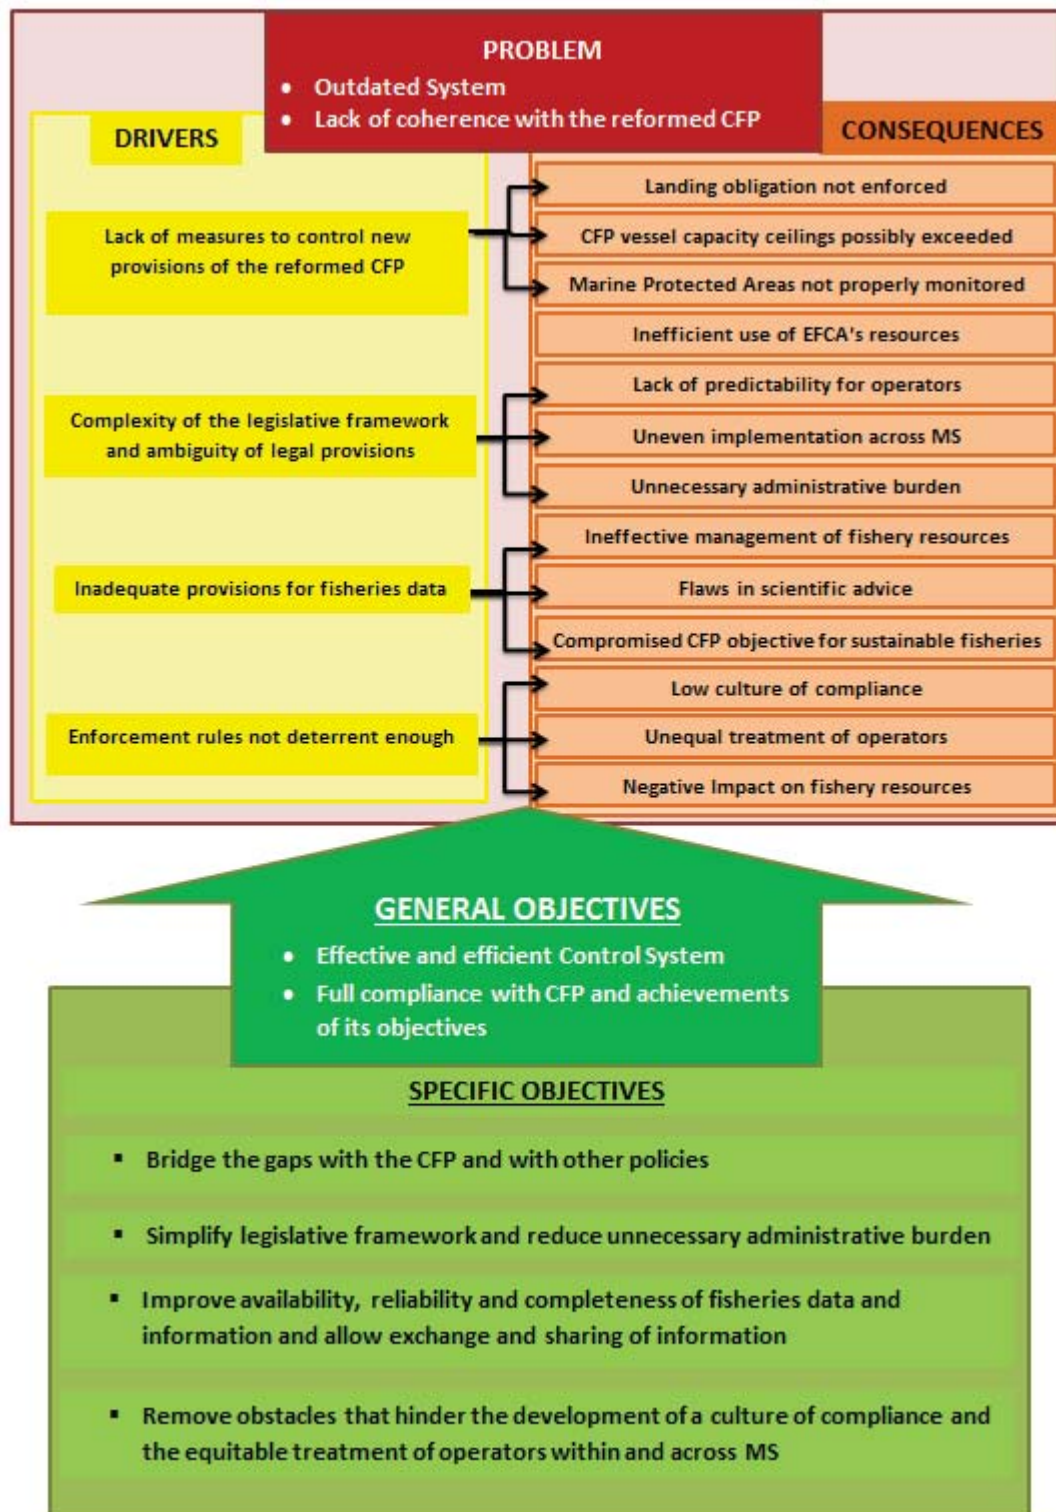 PROBLEM
• Outdated System
• Lack of coherence with the reformed CFP
DRIVERS
CONSEQUENCES
Lack of measures to control new
provisions of the reformed CFP
Landing obligation not enforced
CFP vessel capacity ceilings possibly exceeded
Marine Protected Areas not properly monitored
Inefficient use of EFCA's resources
Complexity of the legislative framework
and ambiguity of legal provisions
Lack of predictability for operators
Uneven implementation across MS
Unnecessary administrative burden
Inadequate provisions for fisheries data
Ineffective management of fishery resources
Flaws in scientific advice
Compromised CFP objective for sustainable fisheries
Enforcement rules not deterrent enough
Low culture of compliance
Unequal treatment of operators
Negative Impact on fishery resources
GENERAL OBJECTIVES
• Effective and efficient Control System
• Full compliance with CFP and achievements
of its objectives
SPECIFIC OBJECTIVES
▪ Bridge the gaps with the CFP and with other policies
▪ Simplify legislative framework and reduce unnecessary administrative burden
▪ Improve availability, reliability and completeness of fisheries data and
information and allow exchange and sharing of information
▪ Remove obstacles that hinder the development of a culture of compliance and
the equitable treatment of operators within and across MS